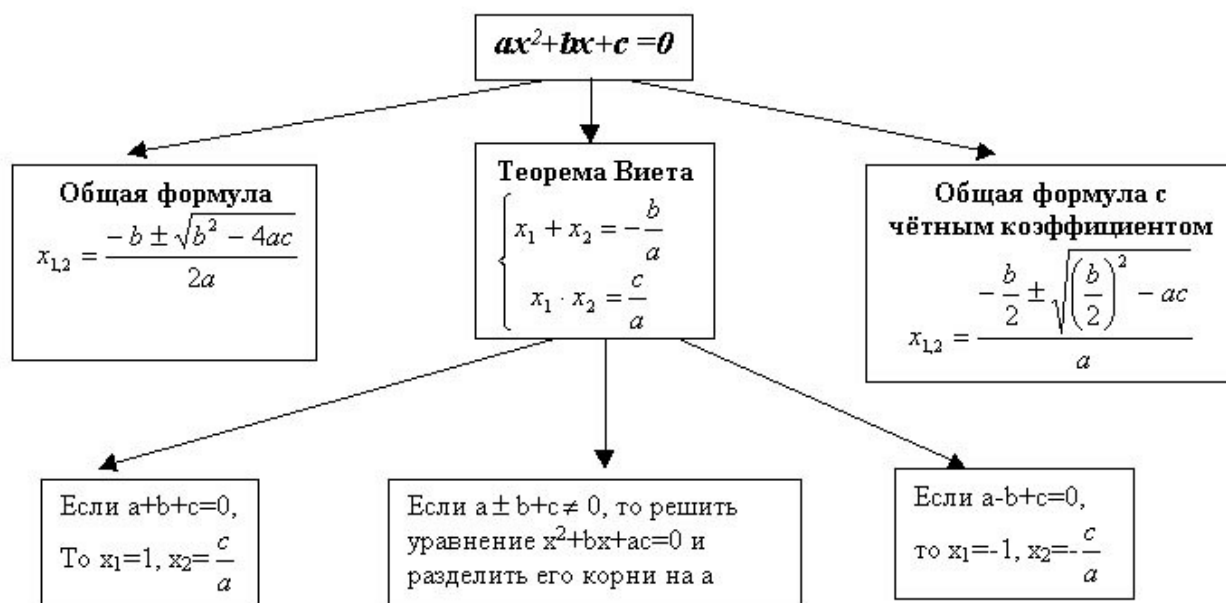 ax²+bx+c =0
Общая формула
x₁,₂ = (-b ± √(b² - 4ac)) / 2a
Теорема Виета
x₁ + x₂ = -b/a
x₁ · x₂ = c/a
Общая формула с
чётным коэффициентом
x₁,₂ = (-b/2 ± √((b/2)² - ac)) / a
Если a+b+c=0,
То x₁=1, x₂= c/a
Если a ± b+c ≠ 0, то решить
уравнение x²+bx+ac=0 и
разделить его корни на a
Если a-b+c=0,
то x₁=-1, x₂=-c/a